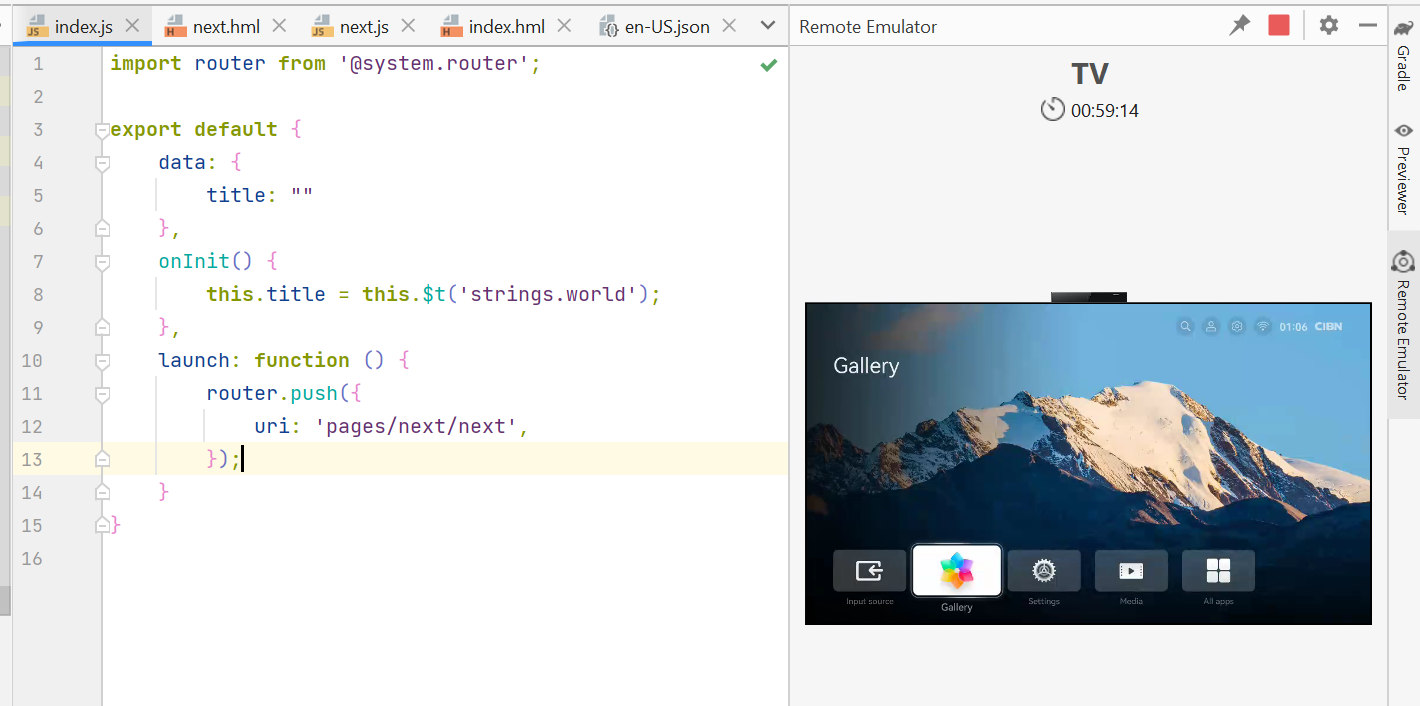 index.js next.hml next.js index.hml en-US.json
1 import router from '@system.router';
2
3 export default {
4 data: {
5 title: ""
6 },
7 onInit() {
8 this.title = this.$t('strings.world');
9 },
10 launch: function () {
11 router.push({
12 uri: 'pages/next/next',
13 });
14 }
15 }
16
Remote Emulator
TV
00:59:14
01:06 CIBN
Gallery
Input source
Gallery
Settings
Media
All apps
Gradle
Previewer
Remote Emulator